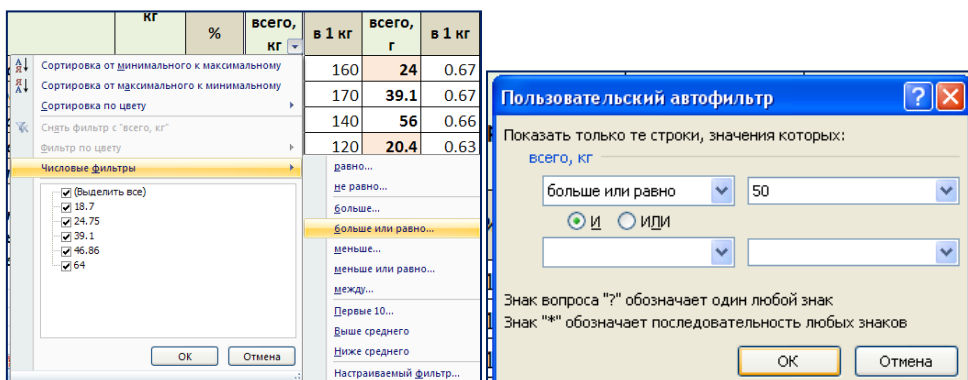 кг
%
всего, кг
в 1 кг
всего, г
в 1 кг
Сортировка от минимального к максимальному
Сортировка от максимального к минимальному
Сортировка по цвету
Снять фильтр с "всего, кг"
Фильтр по цвету
Числовые фильтры
(Выделить все)
18.7
24.75
39.1
46.86
64
ОК
Отмена
160 24 0.67
170 39.1 0.67
140 56 0.66
120 20.4 0.63
равно...
не равно...
больше...
больше или равно...
меньше...
меньше или равно...
между...
Первые 10...
Выше среднего
Ниже среднего
Настраиваемый фильтр...
Пользовательский автофильтр
Показать только те строки, значения которых:
всего, кг
больше или равно 50
И ИЛИ
Знак вопроса "?" обозначает один любой знак
Знак "*" обозначает последовательность любых знаков
ОК
Отмена